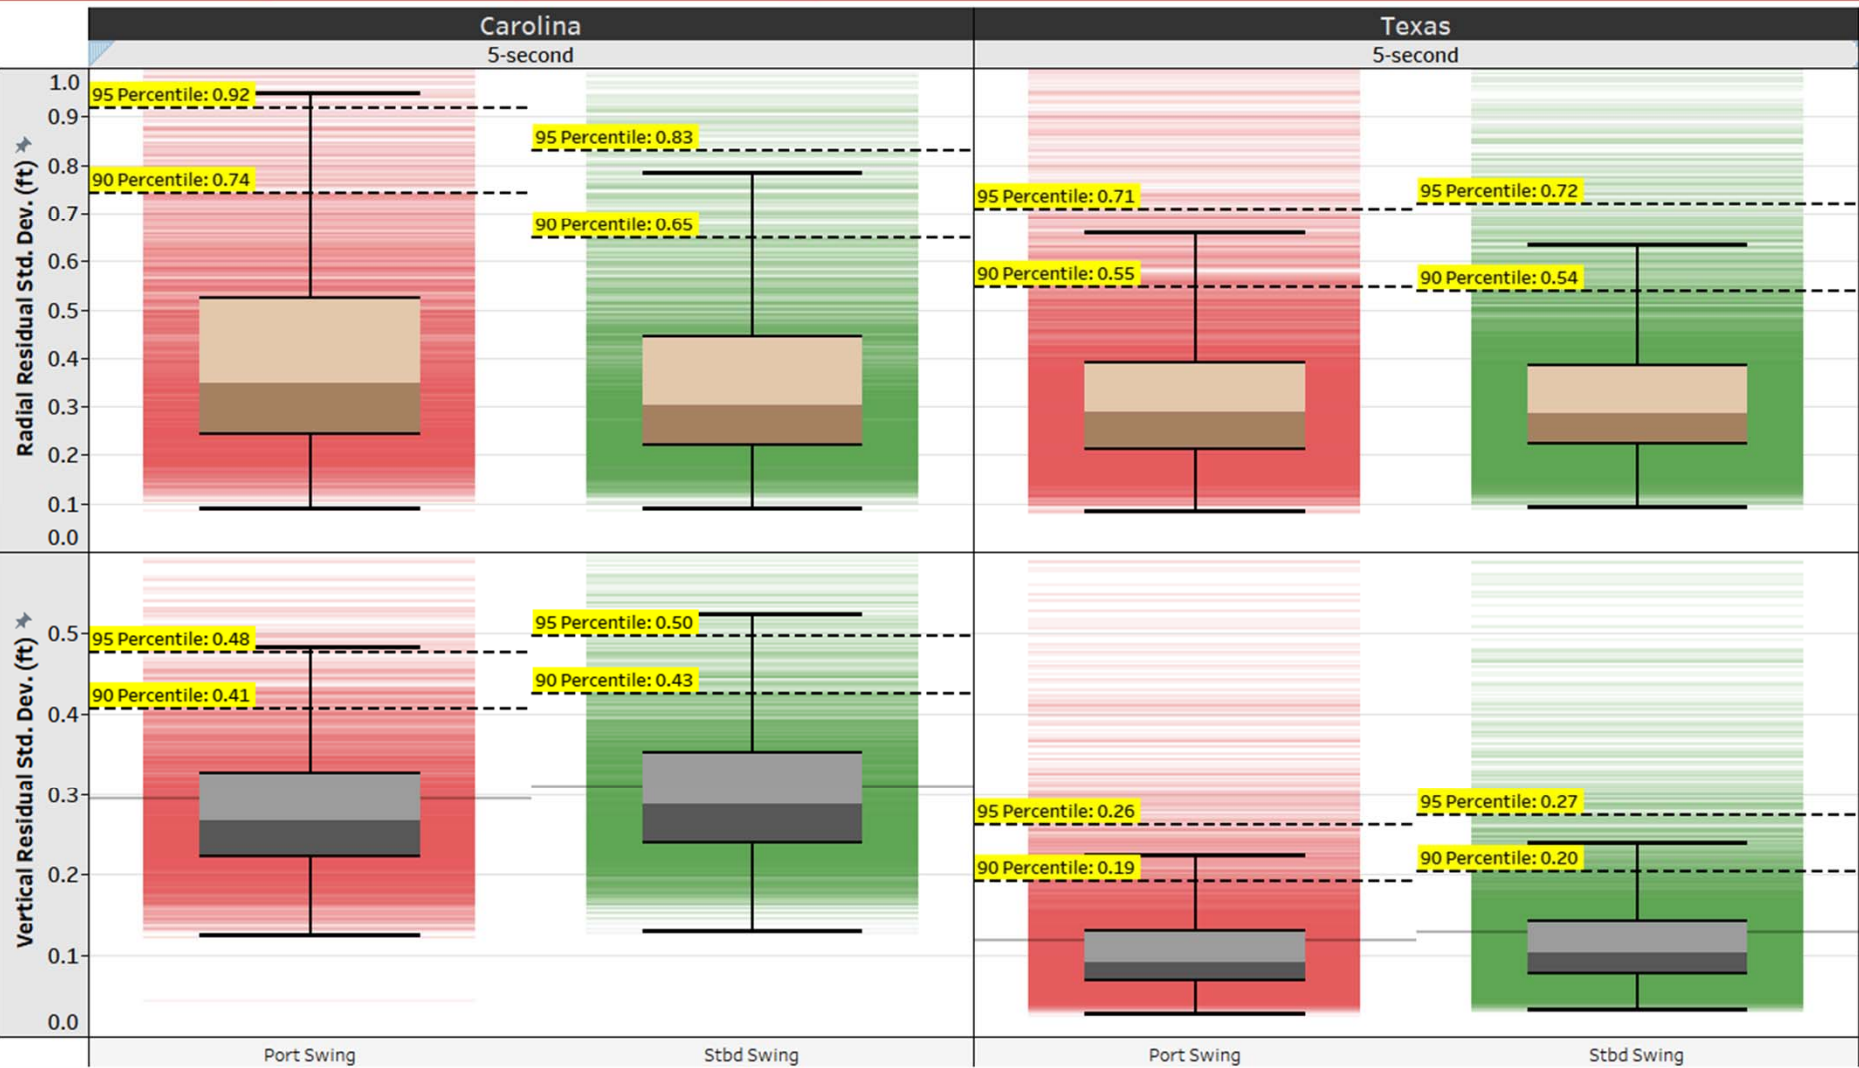 Carolina
Texas
5-second
5-second
Radial Residual Std. Dev. (ft)
1.0
0.9
0.8
0.7
0.6
0.5
0.4
0.3
0.2
0.1
0.0
95 Percentile: 0.92
90 Percentile: 0.74
95 Percentile: 0.83
90 Percentile: 0.65
95 Percentile: 0.71
90 Percentile: 0.55
95 Percentile: 0.72
90 Percentile: 0.54
Vertical Residual Std. Dev. (ft)
0.5
0.4
0.3
0.2
0.1
0.0
95 Percentile: 0.48
90 Percentile: 0.41
95 Percentile: 0.50
90 Percentile: 0.43
95 Percentile: 0.26
90 Percentile: 0.19
95 Percentile: 0.27
90 Percentile: 0.20
Port Swing
Stbd Swing
Port Swing
Stbd Swing